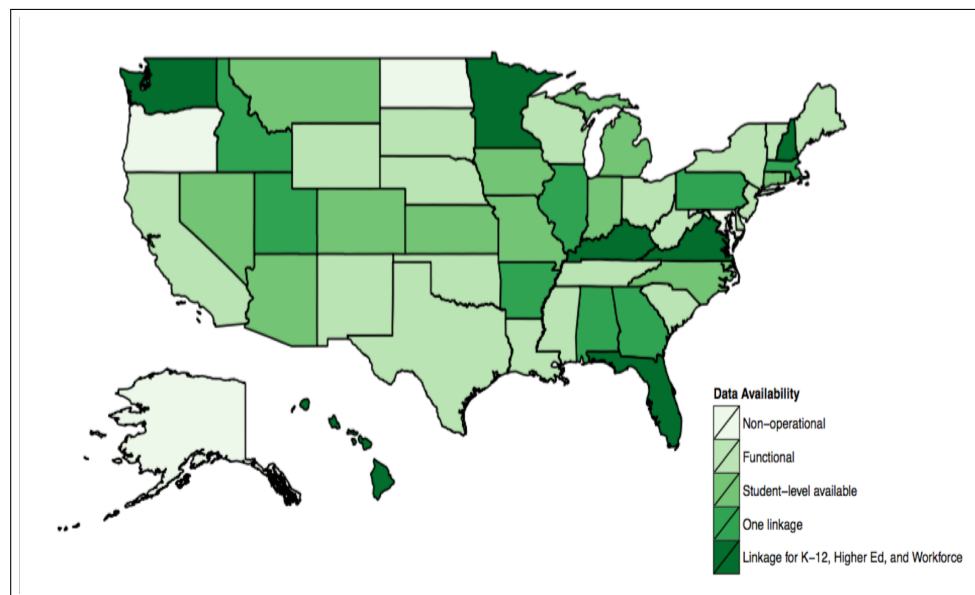 Data Availability
Non-operational
Functional
Student-level available
One linkage
Linkage for K-12, Higher Ed, and Workforce